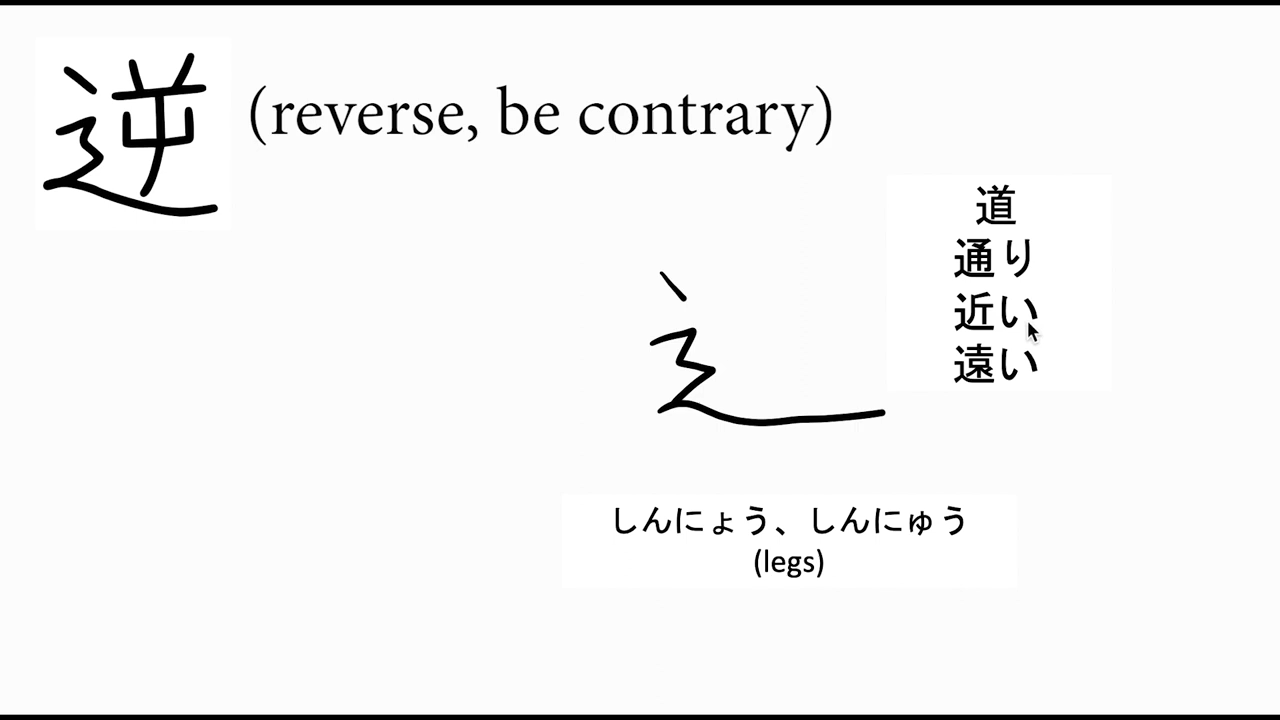 逆 (reverse, be contrary)
道
通り
近い
遠い
⻌
しんにょう、しんにゅう
(legs)